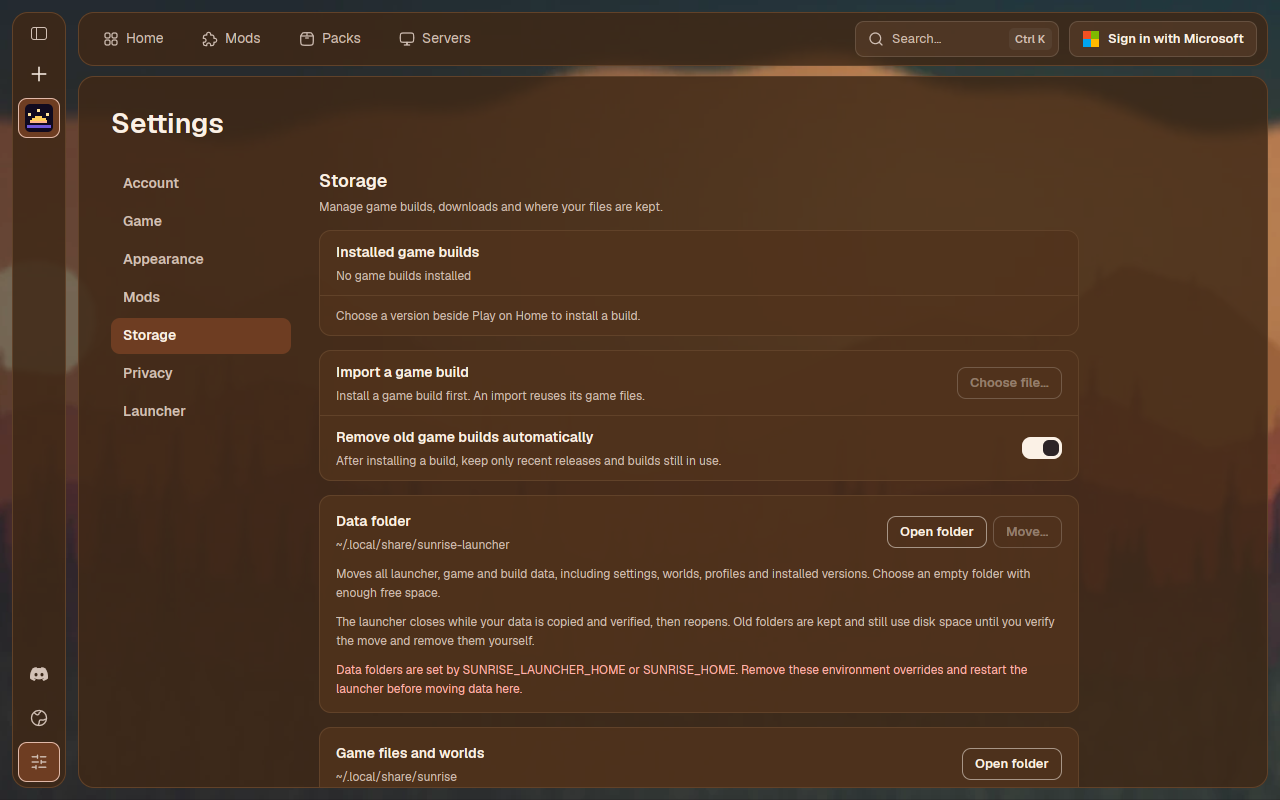 Home
Mods
Packs
Servers
Search...
Ctrl K
Sign in with Microsoft
Settings
Account
Game
Appearance
Mods
Storage
Privacy
Launcher
Storage
Manage game builds, downloads and where your files are kept.
Installed game builds
No game builds installed
Choose a version beside Play on Home to install a build.
Import a game build
Install a game build first. An import reuses its game files.
Choose file...
Remove old game builds automatically
After installing a build, keep only recent releases and builds still in use.
Data folder
~/.local/share/sunrise-launcher
Open folder
Move...
Moves all launcher, game and build data, including settings, worlds, profiles and installed versions. Choose an empty folder with
enough free space.
The launcher closes while your data is copied and verified, then reopens. Old folders are kept and still use disk space until you verify
the move and remove them yourself.
Data folders are set by SUNRISE_LAUNCHER_HOME or SUNRISE_HOME. Remove these environment overrides and restart the
launcher before moving data here.
Game files and worlds
~/.local/share/sunrise
Open folder